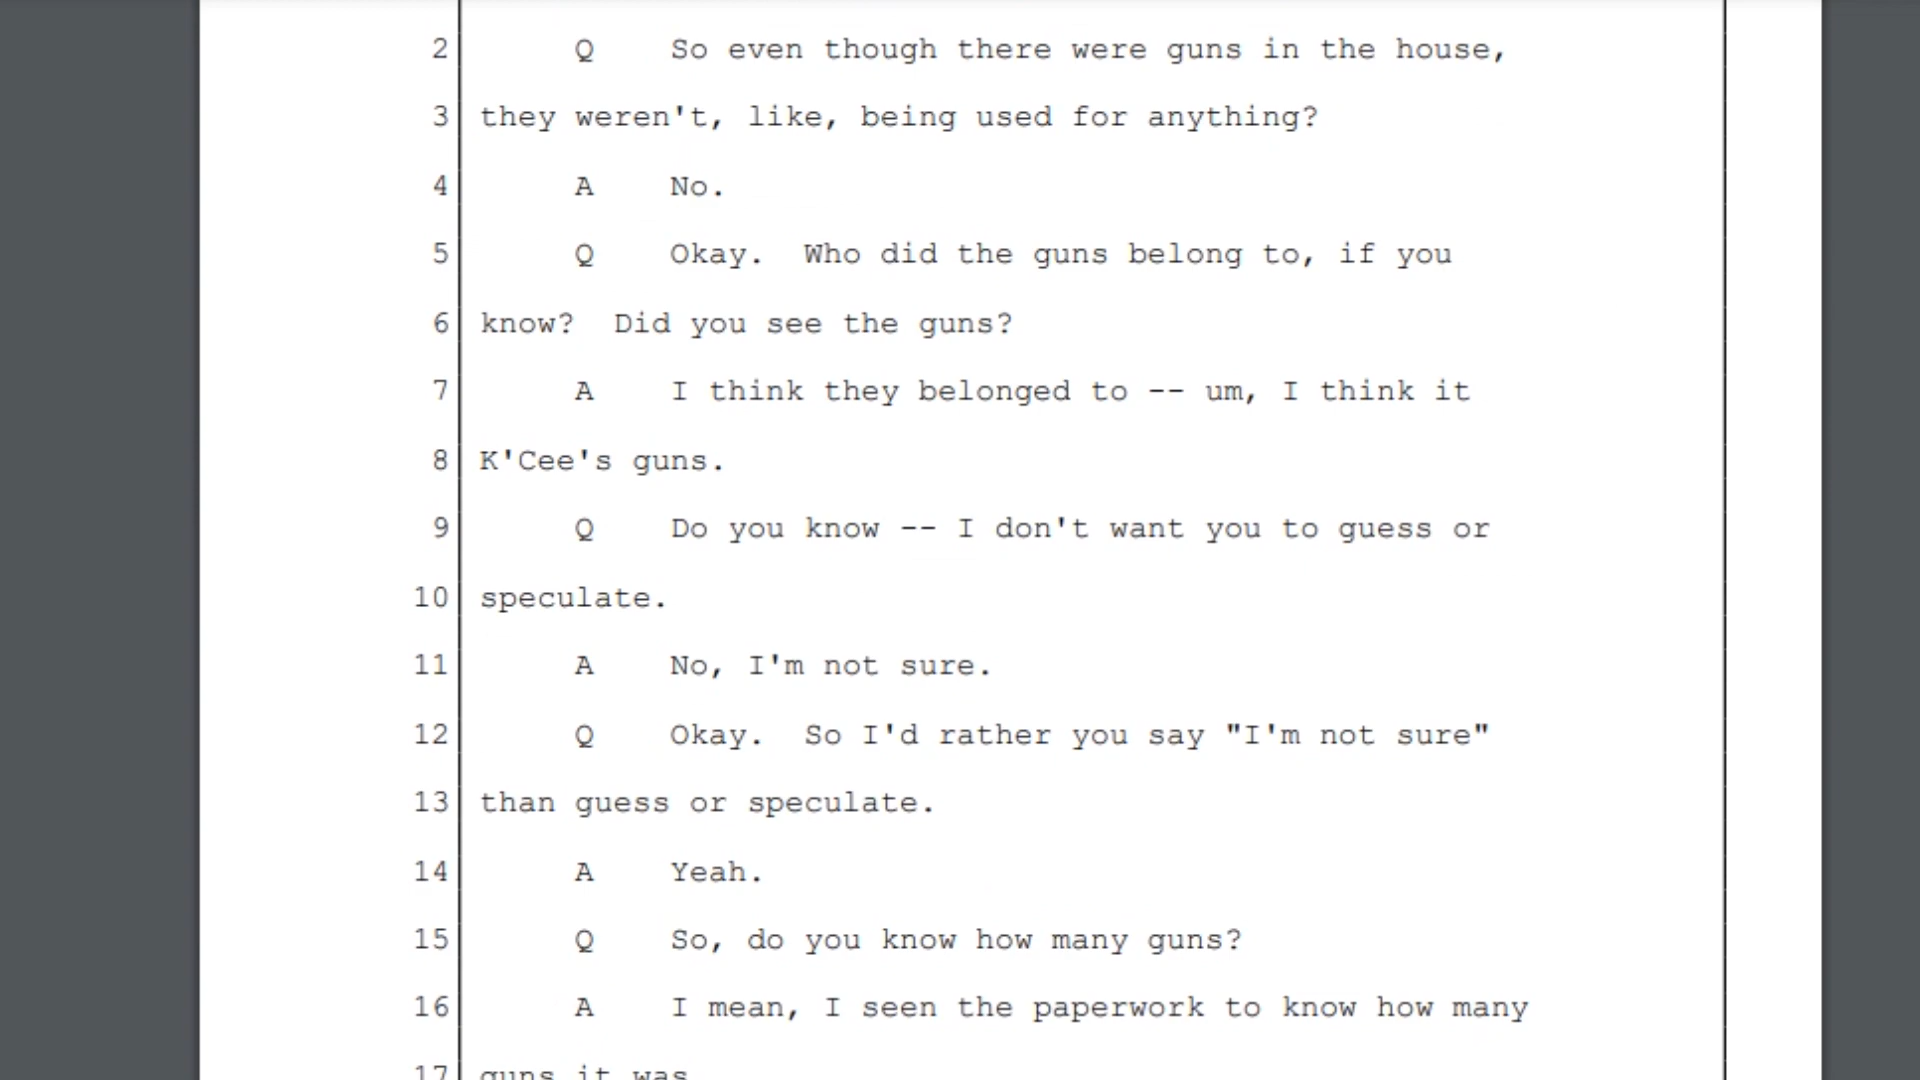 2 Q So even though there were guns in the house,
3 they weren't, like, being used for anything?
4 A No.
5 Q Okay. Who did the guns belong to, if you
6 know? Did you see the guns?
7 A I think they belonged to -- um, I think it
8 K'Cee's guns.
9 Q Do you know -- I don't want you to guess or
10 speculate.
11 A No, I'm not sure.
12 Q Okay. So I'd rather you say "I'm not sure"
13 than guess or speculate.
14 A Yeah.
15 Q So, do you know how many guns?
16 A I mean, I seen the paperwork to know how many
17 guns it was